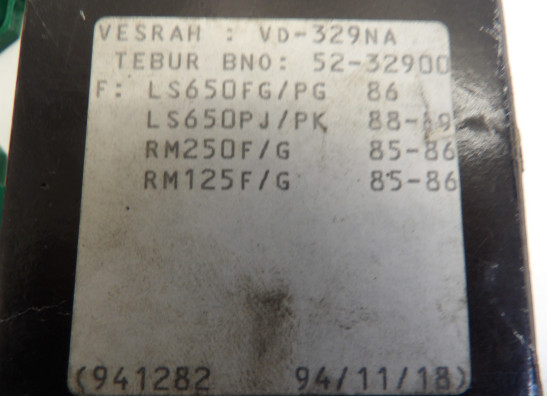 VESRAH : VD-329NA
TEBUR BNO: 52-32900
F: LS650FG/PG 86
LS650PJ/PK 88-89
RM250F/G 85-86
RM125F/G 85-86
(941282 94/11/18)